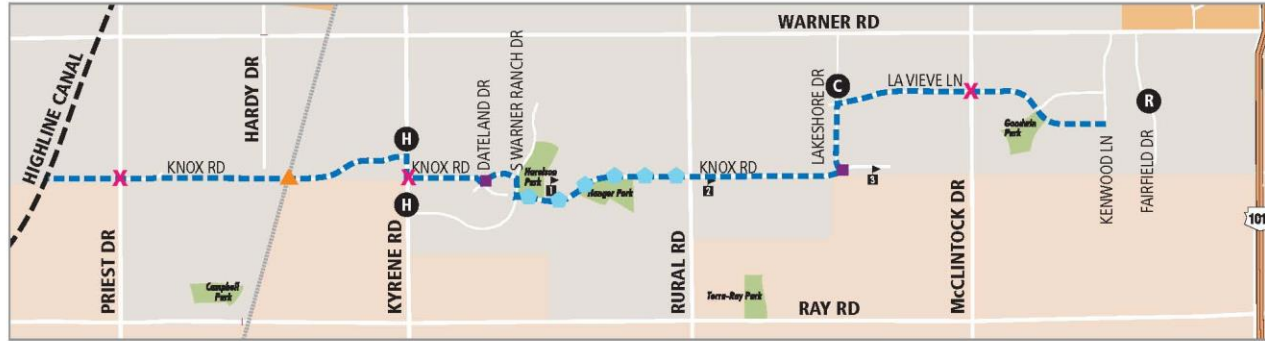 WARNER RD
HIGHLINE CANAL
HARDY DR
DATELAND DR
S WARNER RANCH DR
LAKESHORE DR
C
LA VIEVE LN
X
R
H
Goodwin
Park
KNOX RD
KNOX RD
Harelson
Park
KNOX RD
X
X
1
2
3
H
PRIEST DR
KYRENE RD
RURAL RD
McCLINTOCK DR
KENWOOD LN
FAIRFIELD DR
101
Campbell
Park
Terra-Ray Park
RAY RD